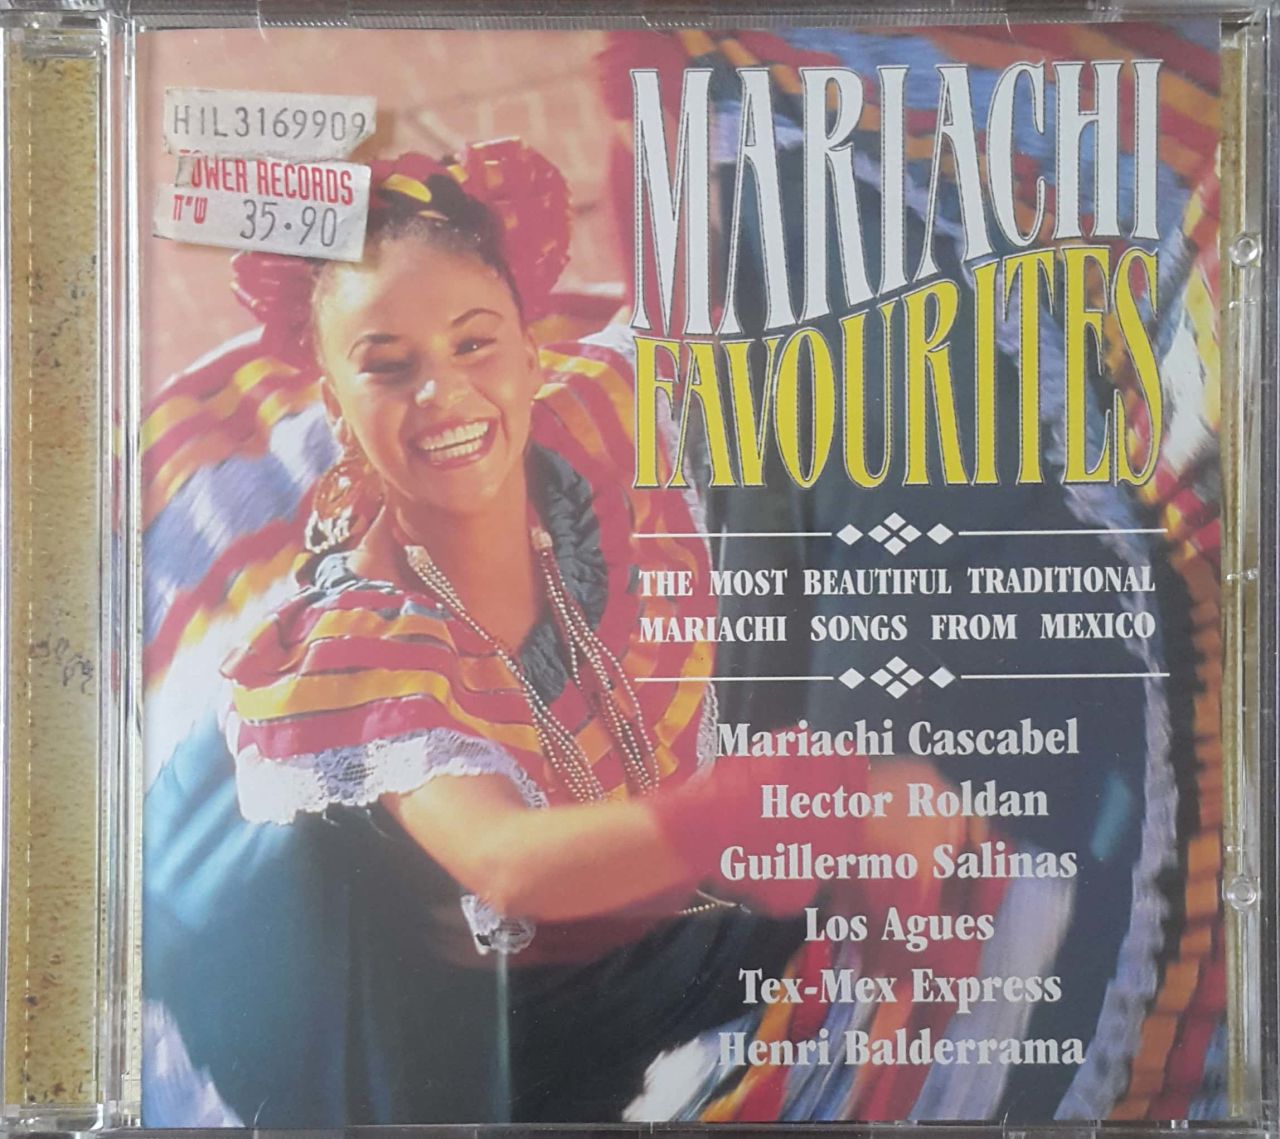 HIL3169909
TOWER RECORDS
ש"ח 35.90
MARIACHI
FAVOURITES
THE MOST BEAUTIFUL TRADITIONAL
MARIACHI SONGS FROM MEXICO
Mariachi Cascabel
Hector Roldan
Guillermo Salinas
Los Agues
Tex-Mex Express
Henri Balderrama